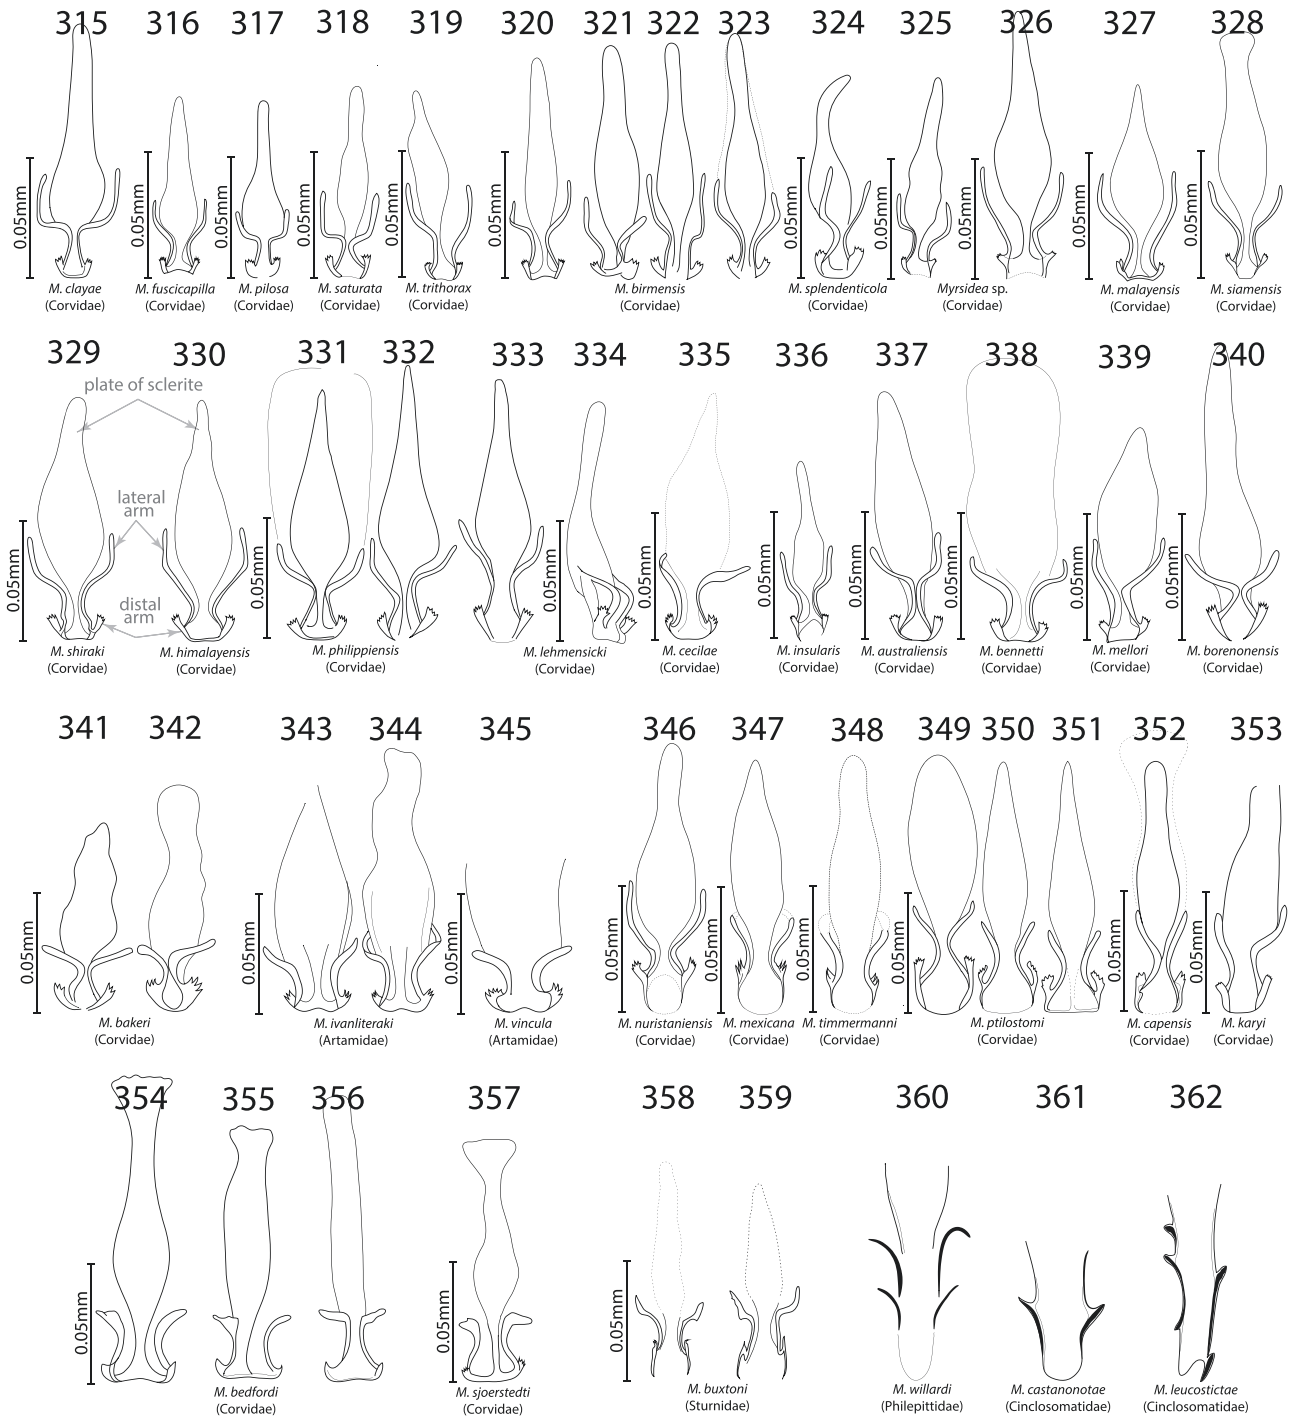 315 316 317 318 319 320 321 322 323 324 325 326 327 328
0.05mm 0.05mm 0.05mm 0.05mm 0.05mm 0.05mm 0.05mm 0.05mm 0.05mm 0.05mm 0.05mm
M. clayae M. fuscicapilla M. pilosa M. saturata M. trithorax M. birmensis M. splendenticola Myrsidea sp. M. malayensis M. siamensis
(Corvidae) (Corvidae) (Corvidae) (Corvidae) (Corvidae) (Corvidae) (Corvidae) (Corvidae) (Corvidae) (Corvidae)
329 330 331 332 333 334 335 336 337 338 339 340
plate of sclerite
lateral
arm
distal
arm
0.05mm 0.05mm 0.05mm 0.05mm 0.05mm 0.05mm 0.05mm 0.05mm 0.05mm
M. shiraki M. himalayensis M. philippiensis M. lehmensicki M. cecilae M. insularis M. australiensis M. bennetti M. mellori M. borenonensis
(Corvidae) (Corvidae) (Corvidae) (Corvidae) (Corvidae) (Corvidae) (Corvidae) (Corvidae) (Corvidae) (Corvidae)
341 342 343 344 345 346 347 348 349 350 351 352 353
0.05mm 0.05mm 0.05mm 0.05mm 0.05mm 0.05mm 0.05mm 0.05mm 0.05mm
M. bakeri M. ivanliteraki M. vincula M. nuristaniensis M. mexicana M. timmermanni M. ptilostomi M. capensis M. karyi
(Corvidae) (Artamidae) (Artamidae) (Corvidae) (Corvidae) (Corvidae) (Corvidae) (Corvidae) (Corvidae)
354 355 356 357 358 359 360 361 362
0.05mm 0.05mm 0.05mm
M. bedfordi M. sjoerstedti M. buxtoni M. willardi M. castanonotae M. leucostictae
(Corvidae) (Corvidae) (Sturnidae) (Philepittidae) (Cinclosomatidae) (Cinclosomatidae)